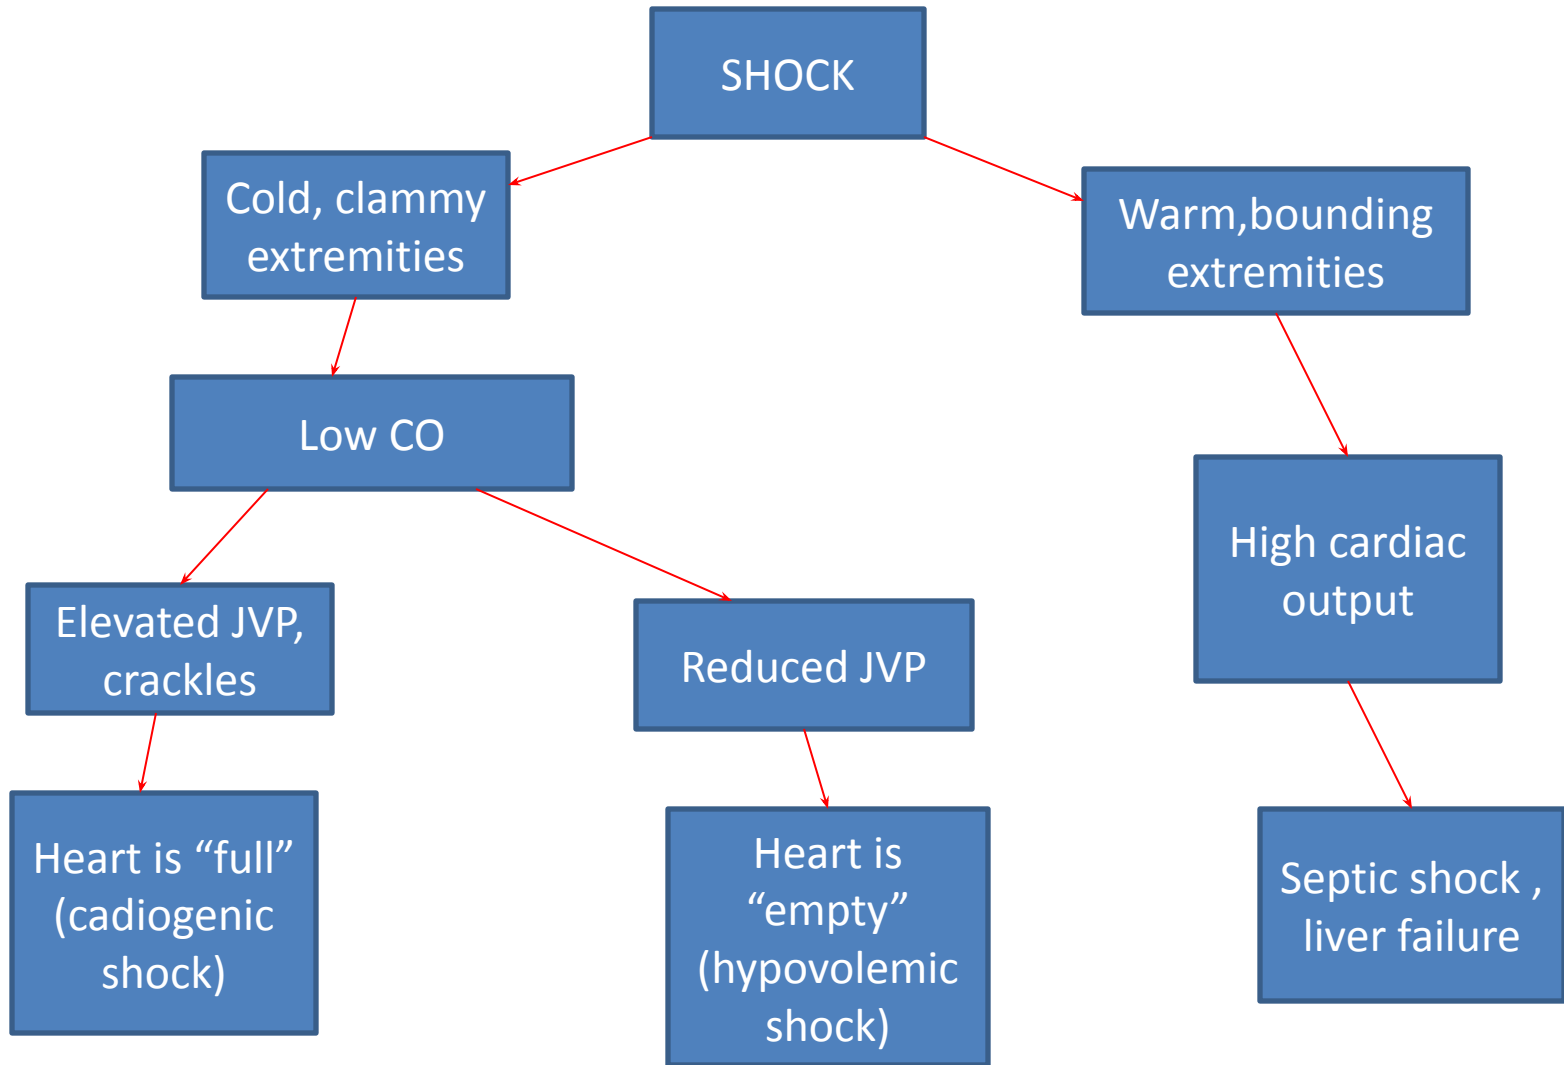 SHOCK
Cold, clammy
extremities
Warm,bounding
extremities
Low CO
High cardiac
output
Elevated JVP,
crackles
Reduced JVP
Heart is “full”
(cadiogenic
shock)
Heart is
“empty”
(hypovolemic
shock)
Septic shock ,
liver failure